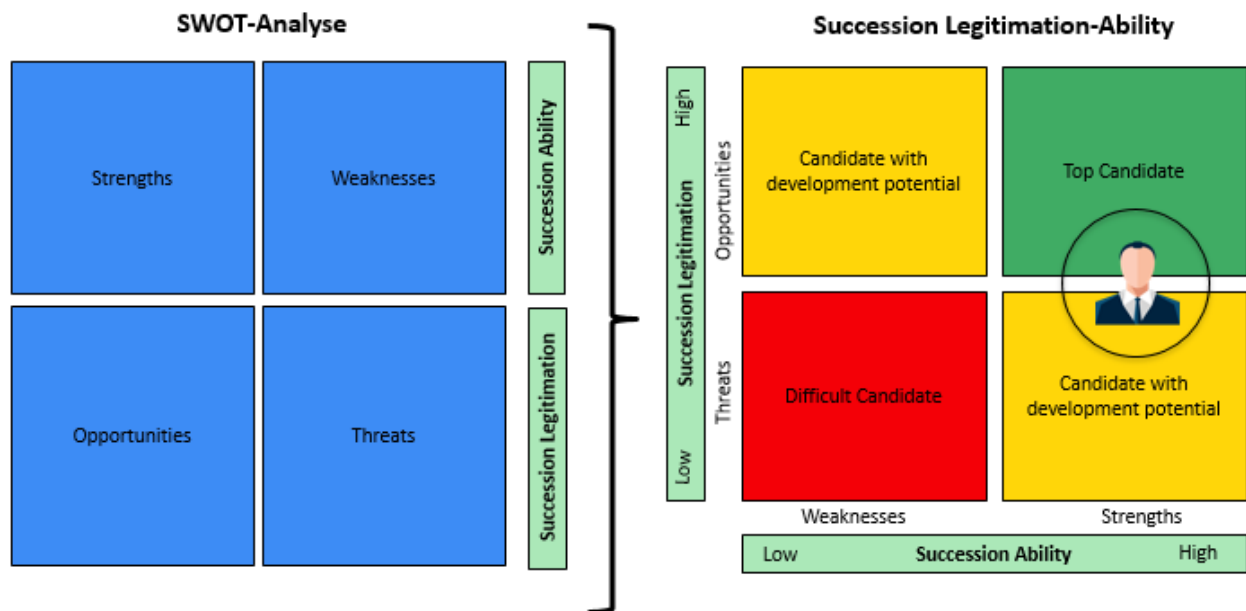 SWOT-Analyse
Strengths
Weaknesses
Succession Ability
Opportunities
Threats
Succession Legitimation
Succession Legitimation-Ability
High
Succession Legitimation
Low
Opportunities
Threats
Candidate with
development potential
Top Candidate
Difficult Candidate
Candidate with
development potential
Weaknesses
Strengths
Low
Succession Ability
High